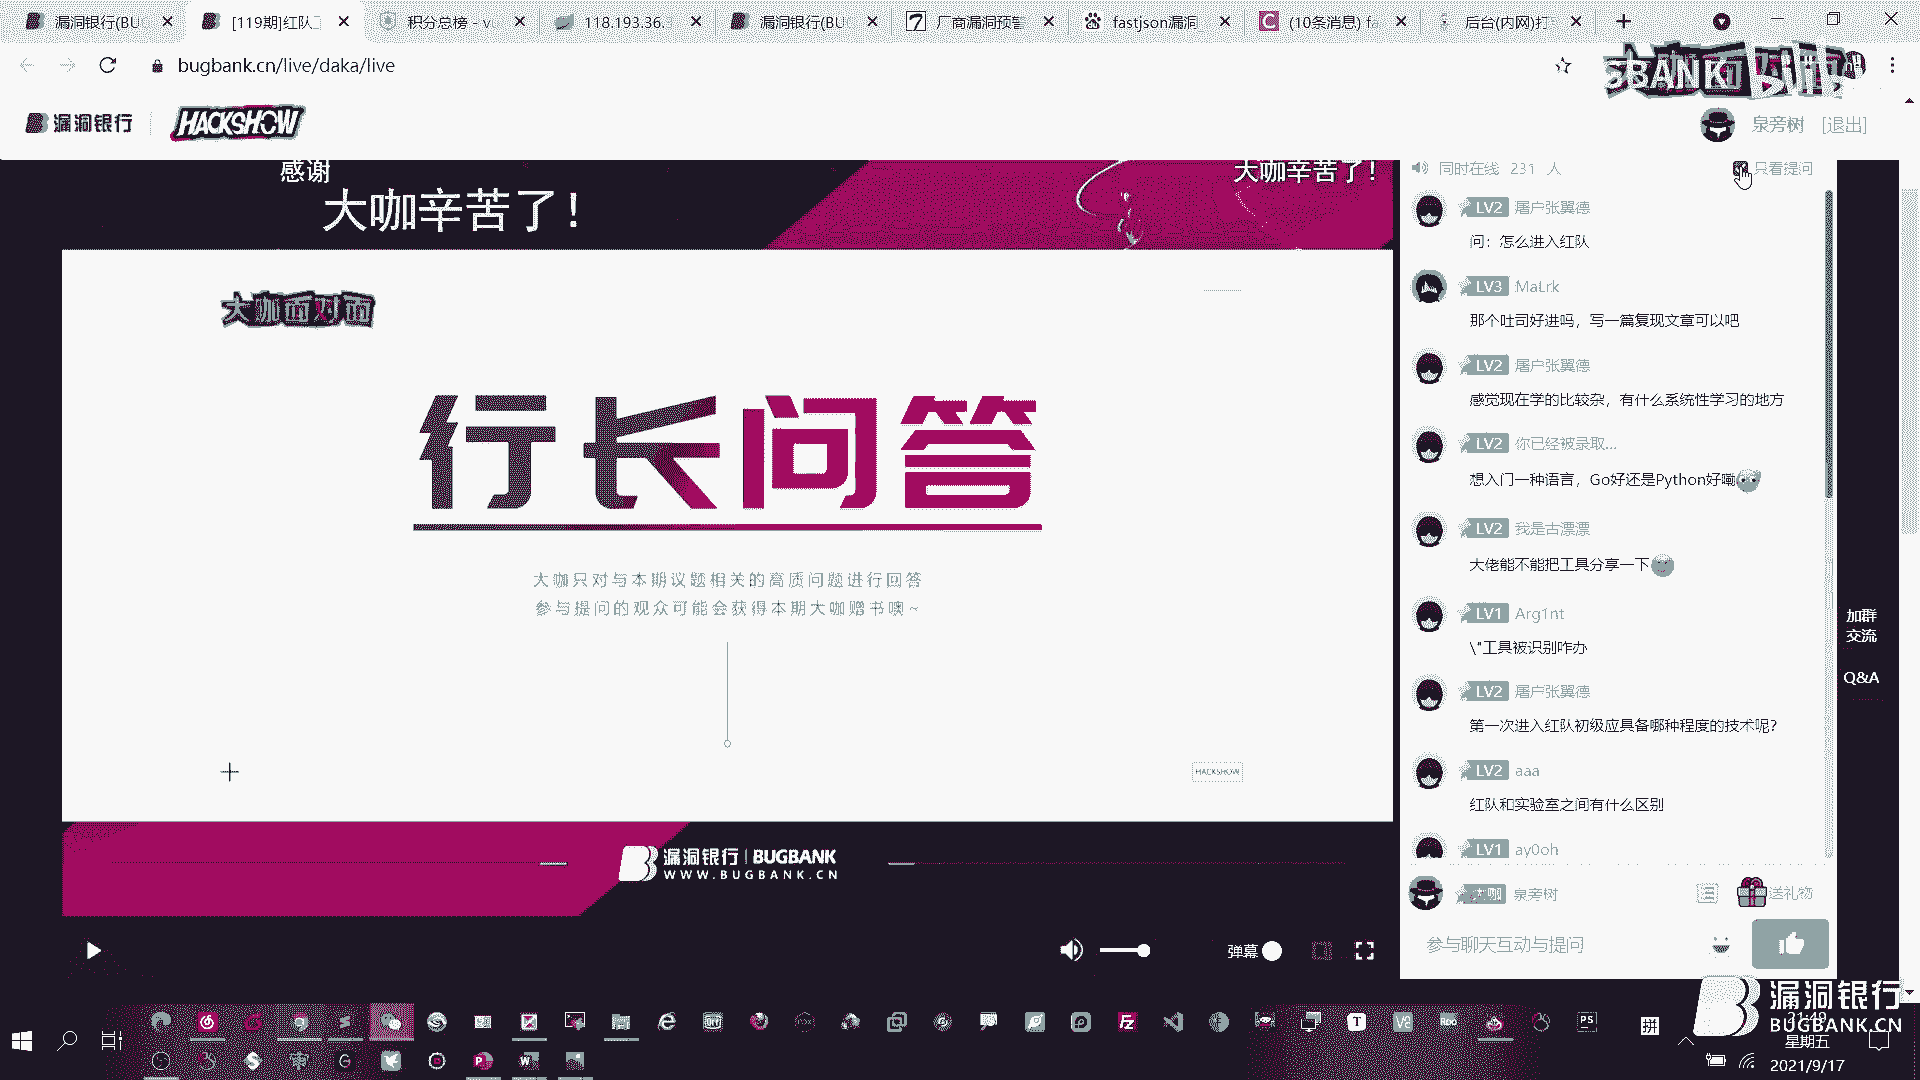 漏洞银行(BU
[119期]红队
积分总榜 - vu
118.193.36.
漏洞银行(BU
厂商漏洞预警
fastjson漏洞
(10条消息) fa
后台(内网)打
bugbank.cn/live/daka/live
漏洞银行
HACKSHOW
泉旁树
[退出]
感谢
大咖辛苦了！
大咖辛苦了！
同时在线 231 人
只看提问
大咖面对面
行长问答
大咖只对与本期议题相关的高质问题进行回答
参与提问的观众可能会获得本期大咖赠书噢~
HACKSHOW
漏洞银行 | BUGBANK
WWW.BUGBANK.CN
弹幕
LV2 屠户张翼德
问：怎么进入红队
LV3 MaLrk
那个吐司好进吗，写一篇复现文章可以吧
LV2 屠户张翼德
感觉现在学的比较杂，有什么系统性学习的地方
LV2 你已经被录取...
想入门一种语言，Go好还是Python好嘞
LV2 我是古漂漂
大佬能不能把工具分享一下
LV1 Arg1nt
\"工具被识别咋办
LV2 屠户张翼德
第一次进入红队初级应具备哪种程度的技术呢?
LV2 aaa
红队和实验室之间有什么区别
LV1 ay0oh
大咖 泉旁树
送礼物
参与聊天互动与提问
加群
交流
Q&A
漏洞银行
BUGBANK.CN
21:49
星期五
2021/9/17
拼